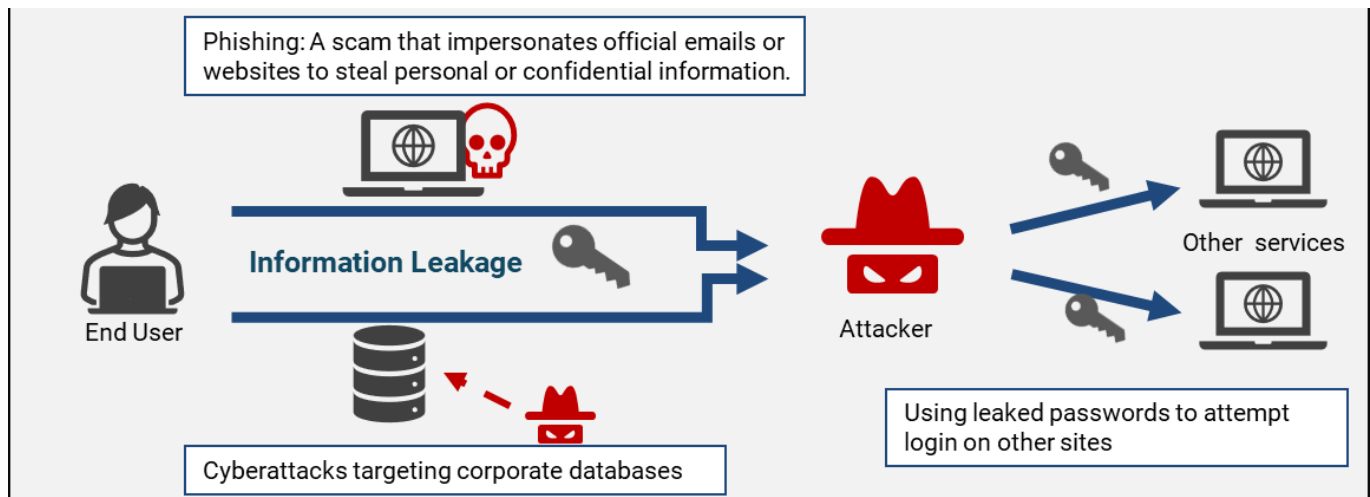 Phishing: A scam that impersonates official emails or
websites to steal personal or confidential information.
Information Leakage
End User
Attacker
Other services
Cyberattacks targeting corporate databases
Using leaked passwords to attempt
login on other sites